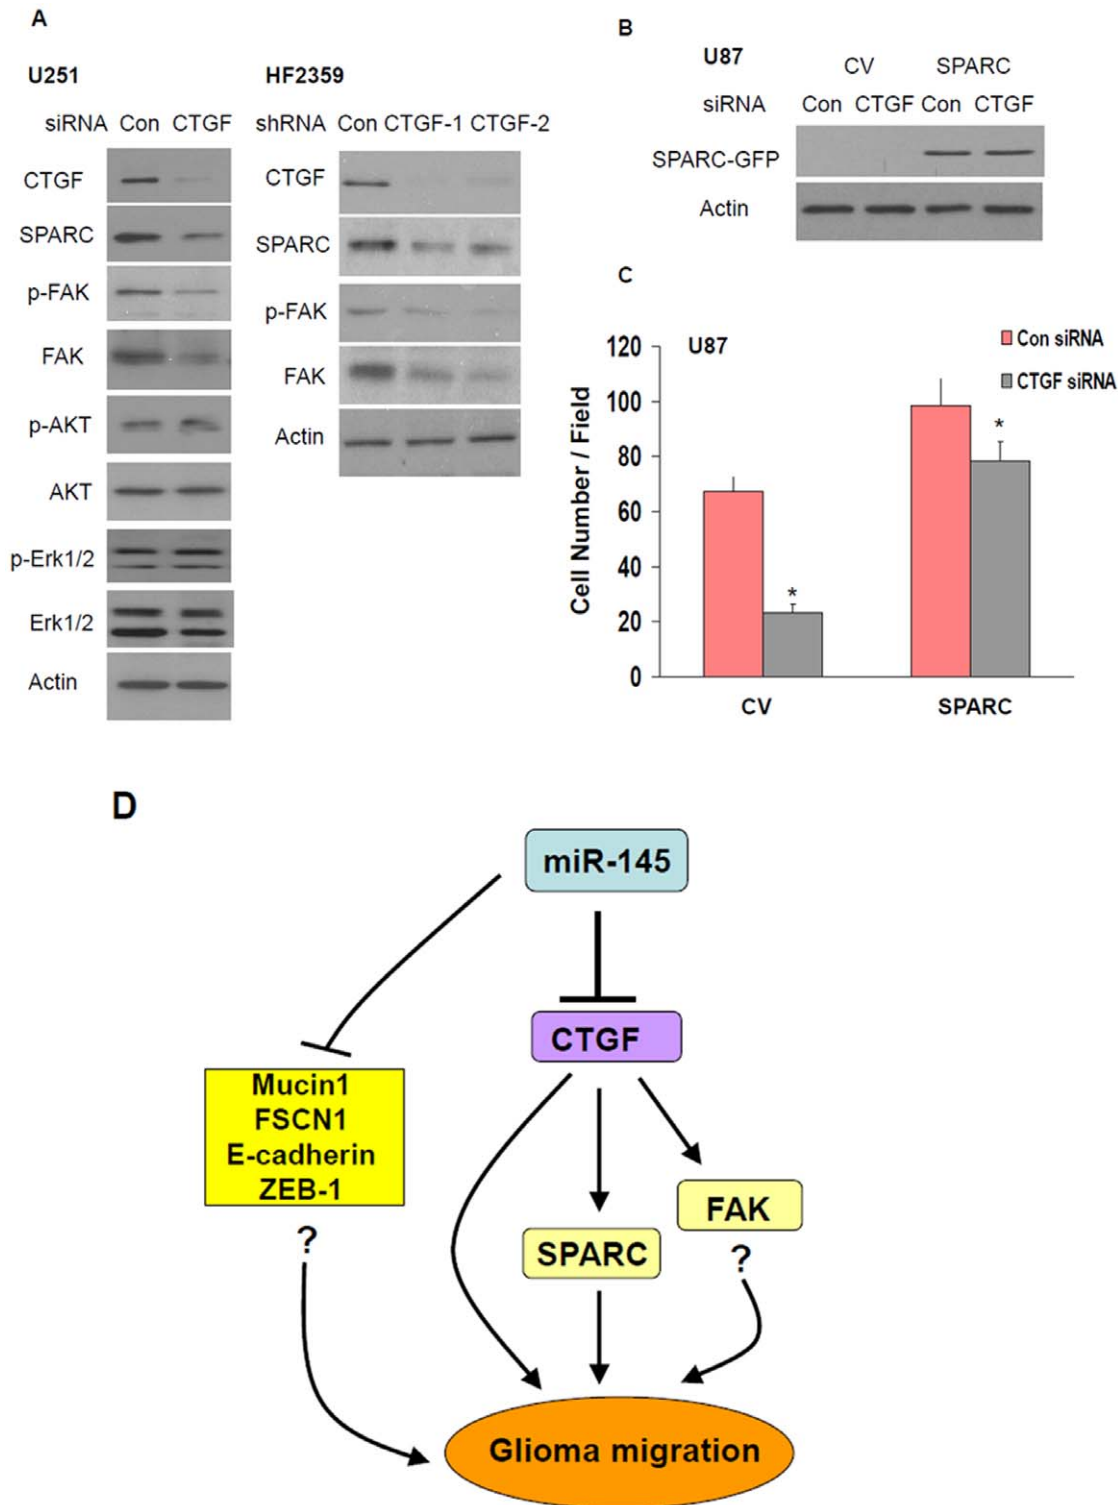 A
U251
siRNA Con CTGF
CTGF
SPARC
p-FAK
FAK
p-AKT
AKT
p-Erk1/2
Erk1/2
Actin
HF2359
shRNA Con CTGF-1 CTGF-2
CTGF
SPARC
p-FAK
FAK
Actin
B
U87
CV SPARC
siRNA Con CTGF Con CTGF
SPARC-GFP
Actin
C
U87
Con siRNA
CTGF siRNA
Cell Number / Field
120
100
80
60
40
20
0
*
*
CV SPARC
D
miR-145
CTGF
Mucin1
FSCN1
E-cadherin
ZEB-1
?
FAK
?
SPARC
Glioma migration